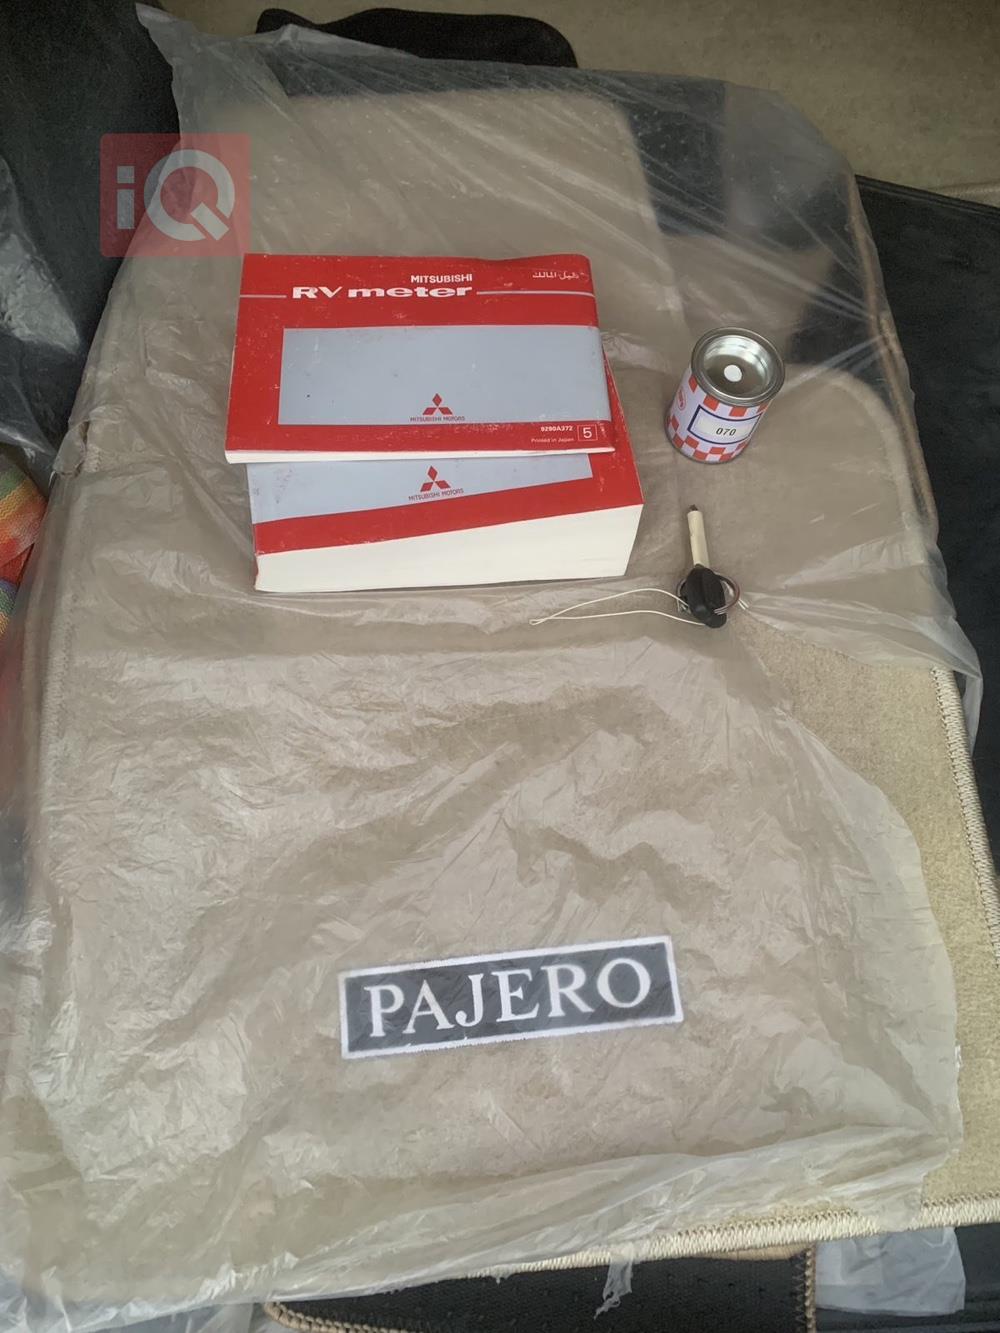 iQ
MITSUBISHI
دليل المالك
RV meter
MITSUBISHI MOTORS
9290A372
5
Printed in Japan
MITSUBISHI MOTORS
070
PAJERO